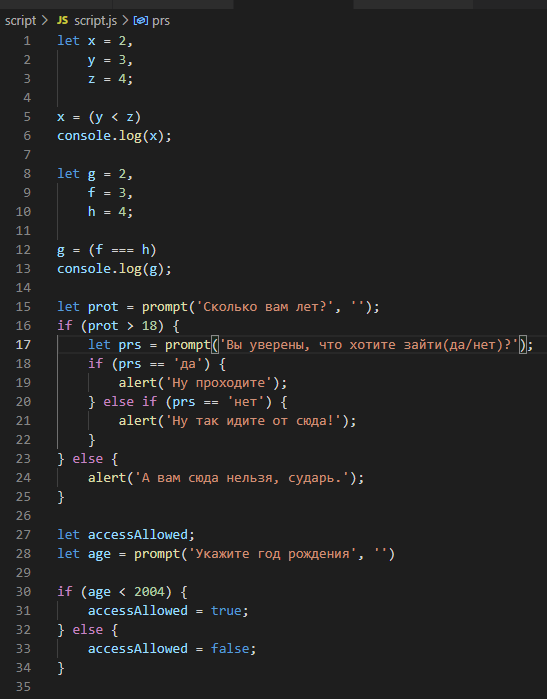 script > JS script.js > prs
1 let x = 2,
2     y = 3,
3     z = 4;
4
5 x = (y < z)
6 console.log(x);
7
8 let g = 2,
9     f = 3,
10     h = 4;
11
12 g = (f === h)
13 console.log(g);
14
15 let prot = prompt('Сколько вам лет?', '');
16 if (prot > 18) {
17     let prs = prompt('Вы уверены, что хотите зайти(да/нет)?');
18     if (prs == 'да') {
19         alert('Ну проходите');
20     } else if (prs == 'нет') {
21         alert('Ну так идите от сюда!');
22     }
23 } else {
24     alert('А вам сюда нельзя, сударь.');
25 }
26
27 let accessAllowed;
28 let age = prompt('Укажите год рождения', '')
29
30 if (age < 2004) {
31     accessAllowed = true;
32 } else {
33     accessAllowed = false;
34 }
35